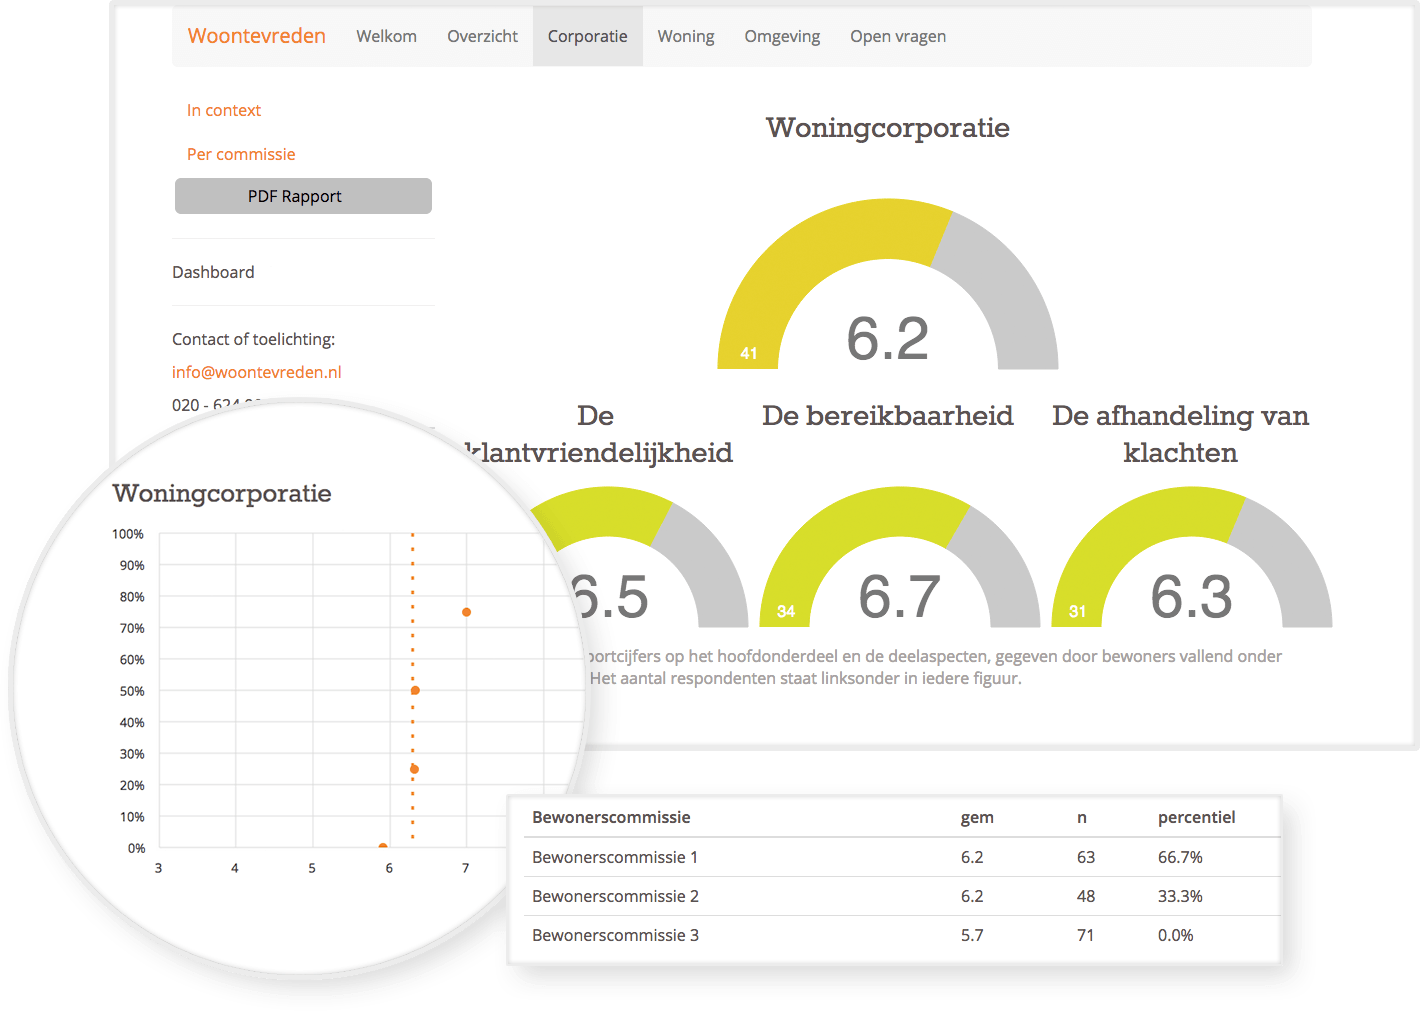 Woontevreden Welkom Overzicht Corporatie Woning Omgeving Open vragen
In context
Per commissie
PDF Rapport
Dashboard
Contact of toelichting:
info@woontevreden.nl
020 - 624
Woningcorporatie
41
6.2
De
klantvriendelijkheid
6.5
De bereikbaarheid
34
6.7
De afhandeling van
klachten
31
6.3
op het hoofdonderdeel en de deelaspecten, gegeven door bewoners vallend onder
Het aantal respondenten staat linksonder in iedere figuur.
Woningcorporatie
100%
90%
80%
70%
60%
50%
40%
30%
20%
10%
0%
3 4 5 6 7
Bewonerscommissie gem n percentiel
Bewonerscommissie 1 6.2 63 66.7%
Bewonerscommissie 2 6.2 48 33.3%
Bewonerscommissie 3 5.7 71 0.0%